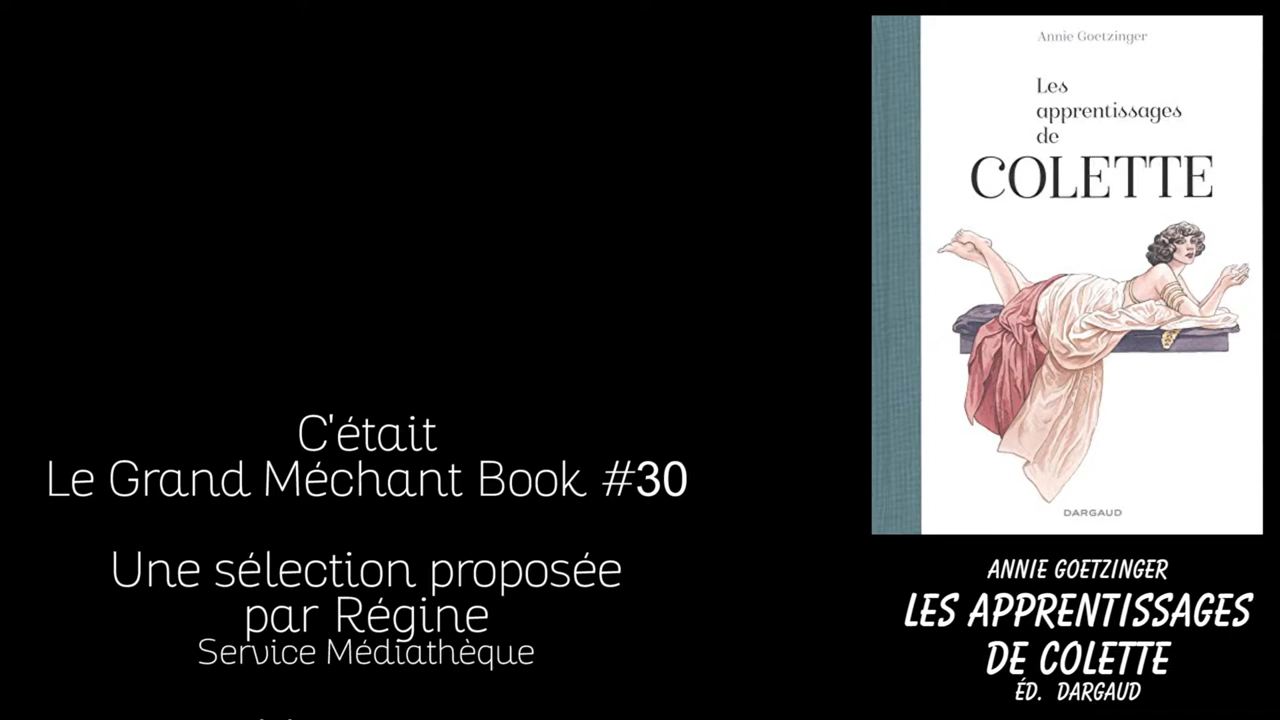 C'était
Le Grand Méchant Book #30
Une sélection proposée
par Régine
Service Médiathèque
Annie Goetzinger
Les
apprentissages
de
COLETTE
DARGAUD
ANNIE GOETZINGER
LES APPRENTISSAGES
DE COLETTE
ÉD. DARGAUD